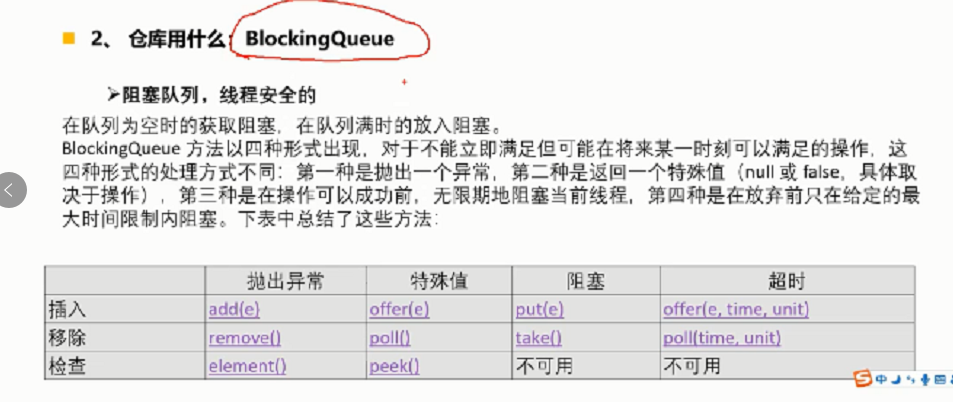 2、 仓库用什么: BlockingQueue
➢阻塞队列，线程安全的
在队列为空时的获取阻塞，在队列满时的放入阻塞。
BlockingQueue 方法以四种形式出现，对于不能立即满足但可能在将来某一时刻可以满足的操作，这
四种形式的处理方式不同：第一种是抛出一个异常，第二种是返回一个特殊值（null 或 false，具体取
决于操作），第三种是在操作可以成功前，无限期地阻塞当前线程，第四种是在放弃前只在给定的最
大时间限制内阻塞。下表中总结了这些方法：
抛出异常 特殊值 阻塞 超时
插入 add(e) offer(e) put(e) offer(e, time, unit)
移除 remove() poll() take() poll(time, unit)
检查 element() peek() 不可用 不可用
中